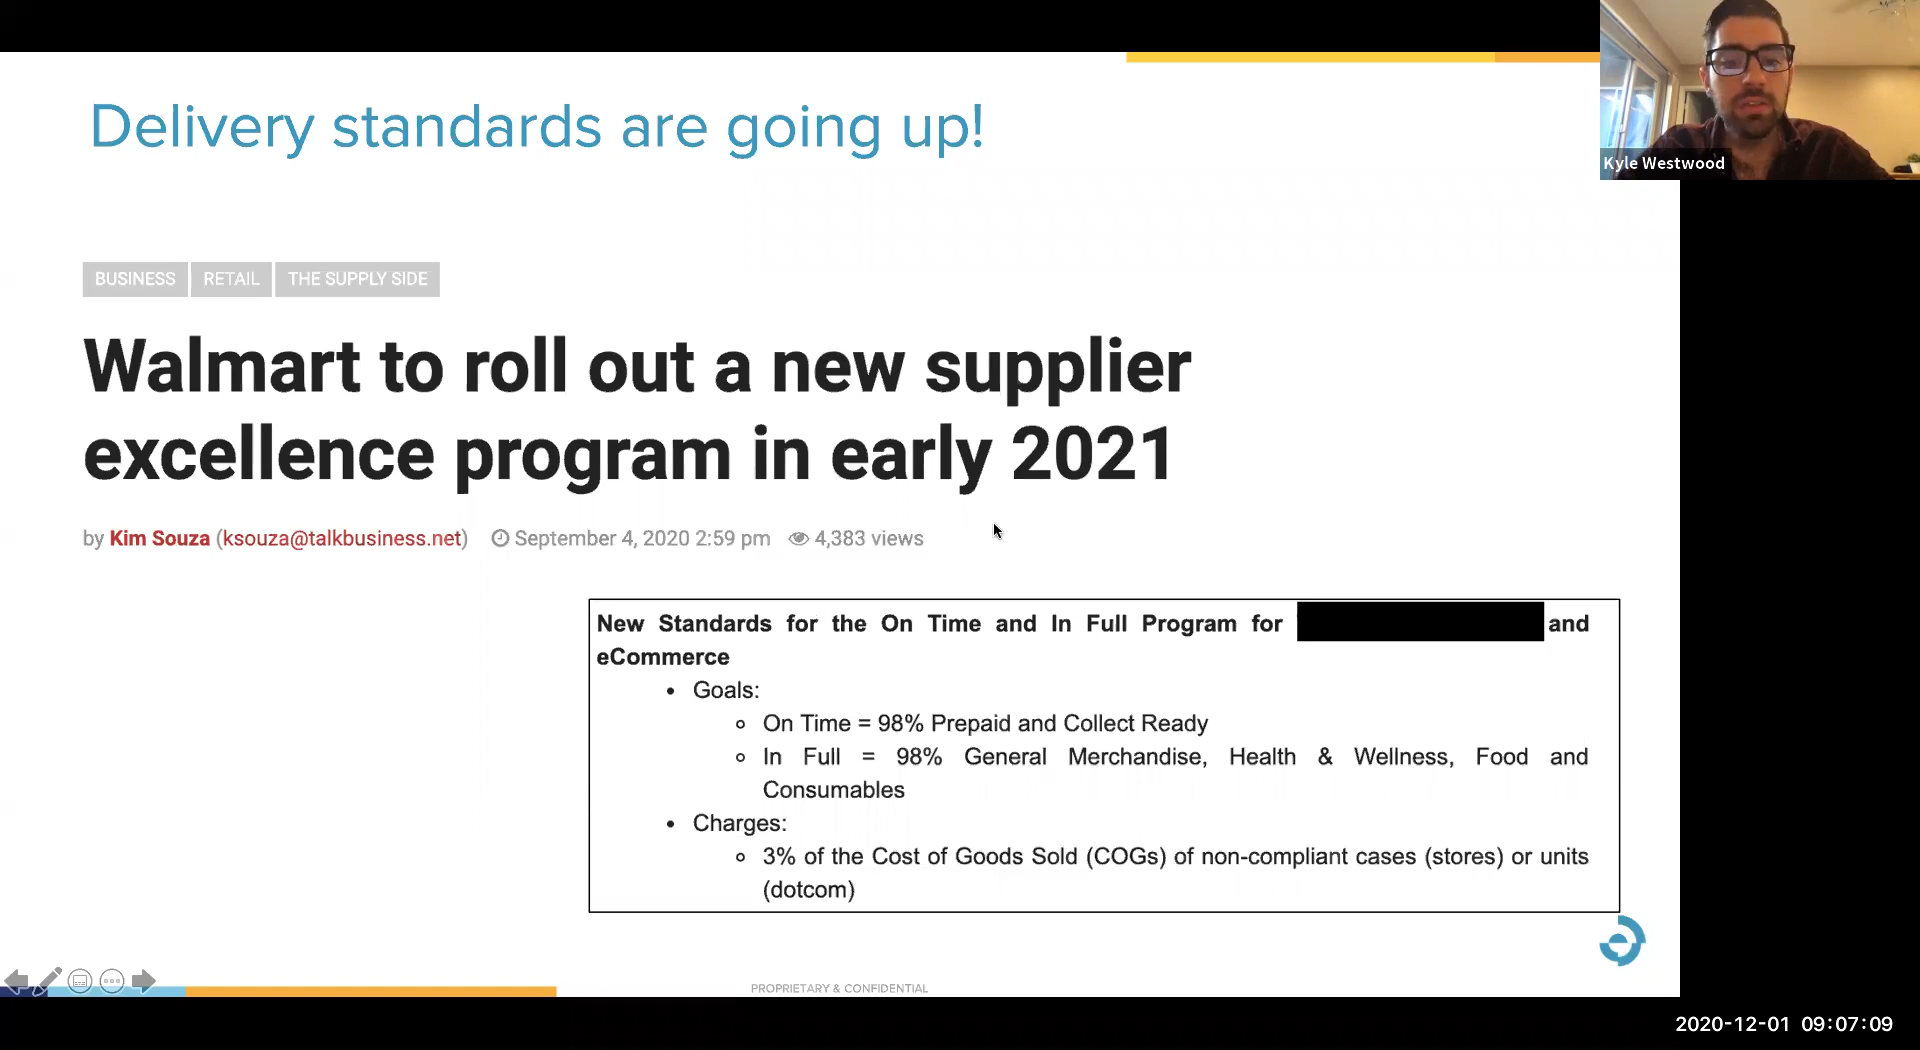 Delivery standards are going up!
Kyle Westwood
BUSINESS RETAIL THE SUPPLY SIDE
Walmart to roll out a new supplier
excellence program in early 2021
by Kim Souza (ksouza@talkbusiness.net) September 4, 2020 2:59 pm 4,383 views
New Standards for the On Time and In Full Program for and
eCommerce
• Goals:
o On Time = 98% Prepaid and Collect Ready
o In Full = 98% General Merchandise, Health & Wellness, Food and
Consumables
• Charges:
o 3% of the Cost of Goods Sold (COGs) of non-compliant cases (stores) or units
(dotcom)
PROPRIETARY & CONFIDENTIAL
2020-12-01 09:07:09